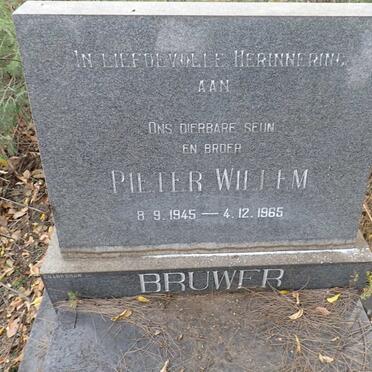 IN LIEFDEVOLLE HERINNERING
AAN
ONS DIERBARE SEUN
EN BROER
PIETER WILLEM
8.9.1945 — 4.12.1965
BRUWER